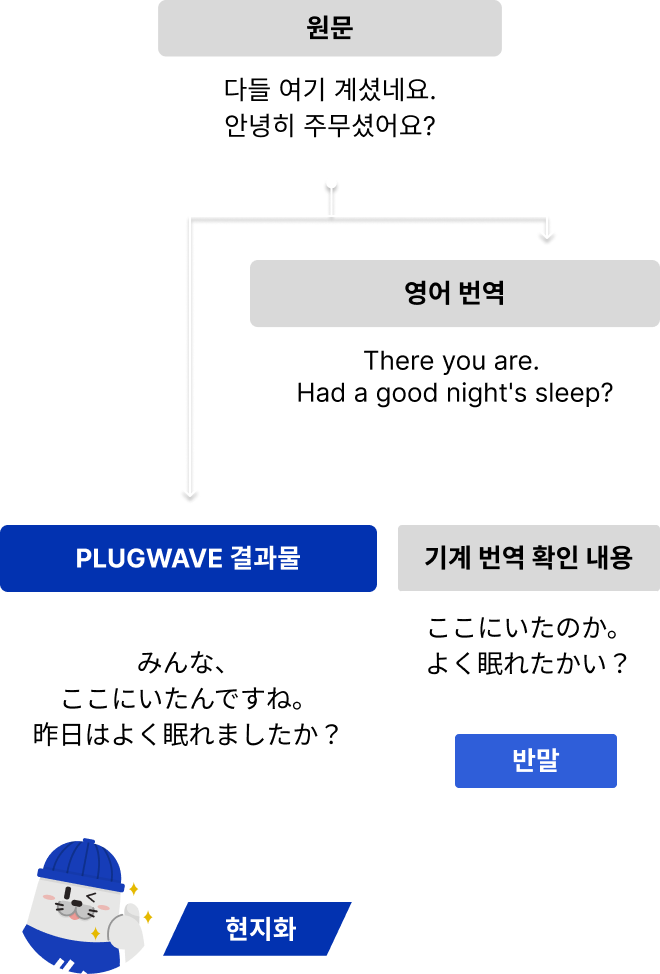 원문
다들 여기 계셨네요.
안녕히 주무셨어요?
영어 번역
There you are.
Had a good night's sleep?
PLUGWAVE 결과물
みんな、
ここにいたんですね。
昨日はよく眠れましたか？
기계 번역 확인 내용
ここにいたのか。
よく眠れたかい？
반말
현지화